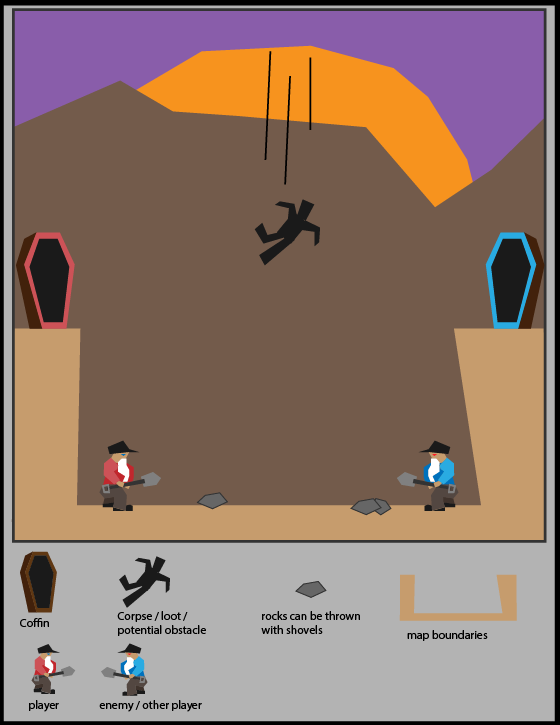 Coffin
Corpse / loot /
potential obstacle
rocks can be thrown
with shovels
map boundaries
player
enemy / other player